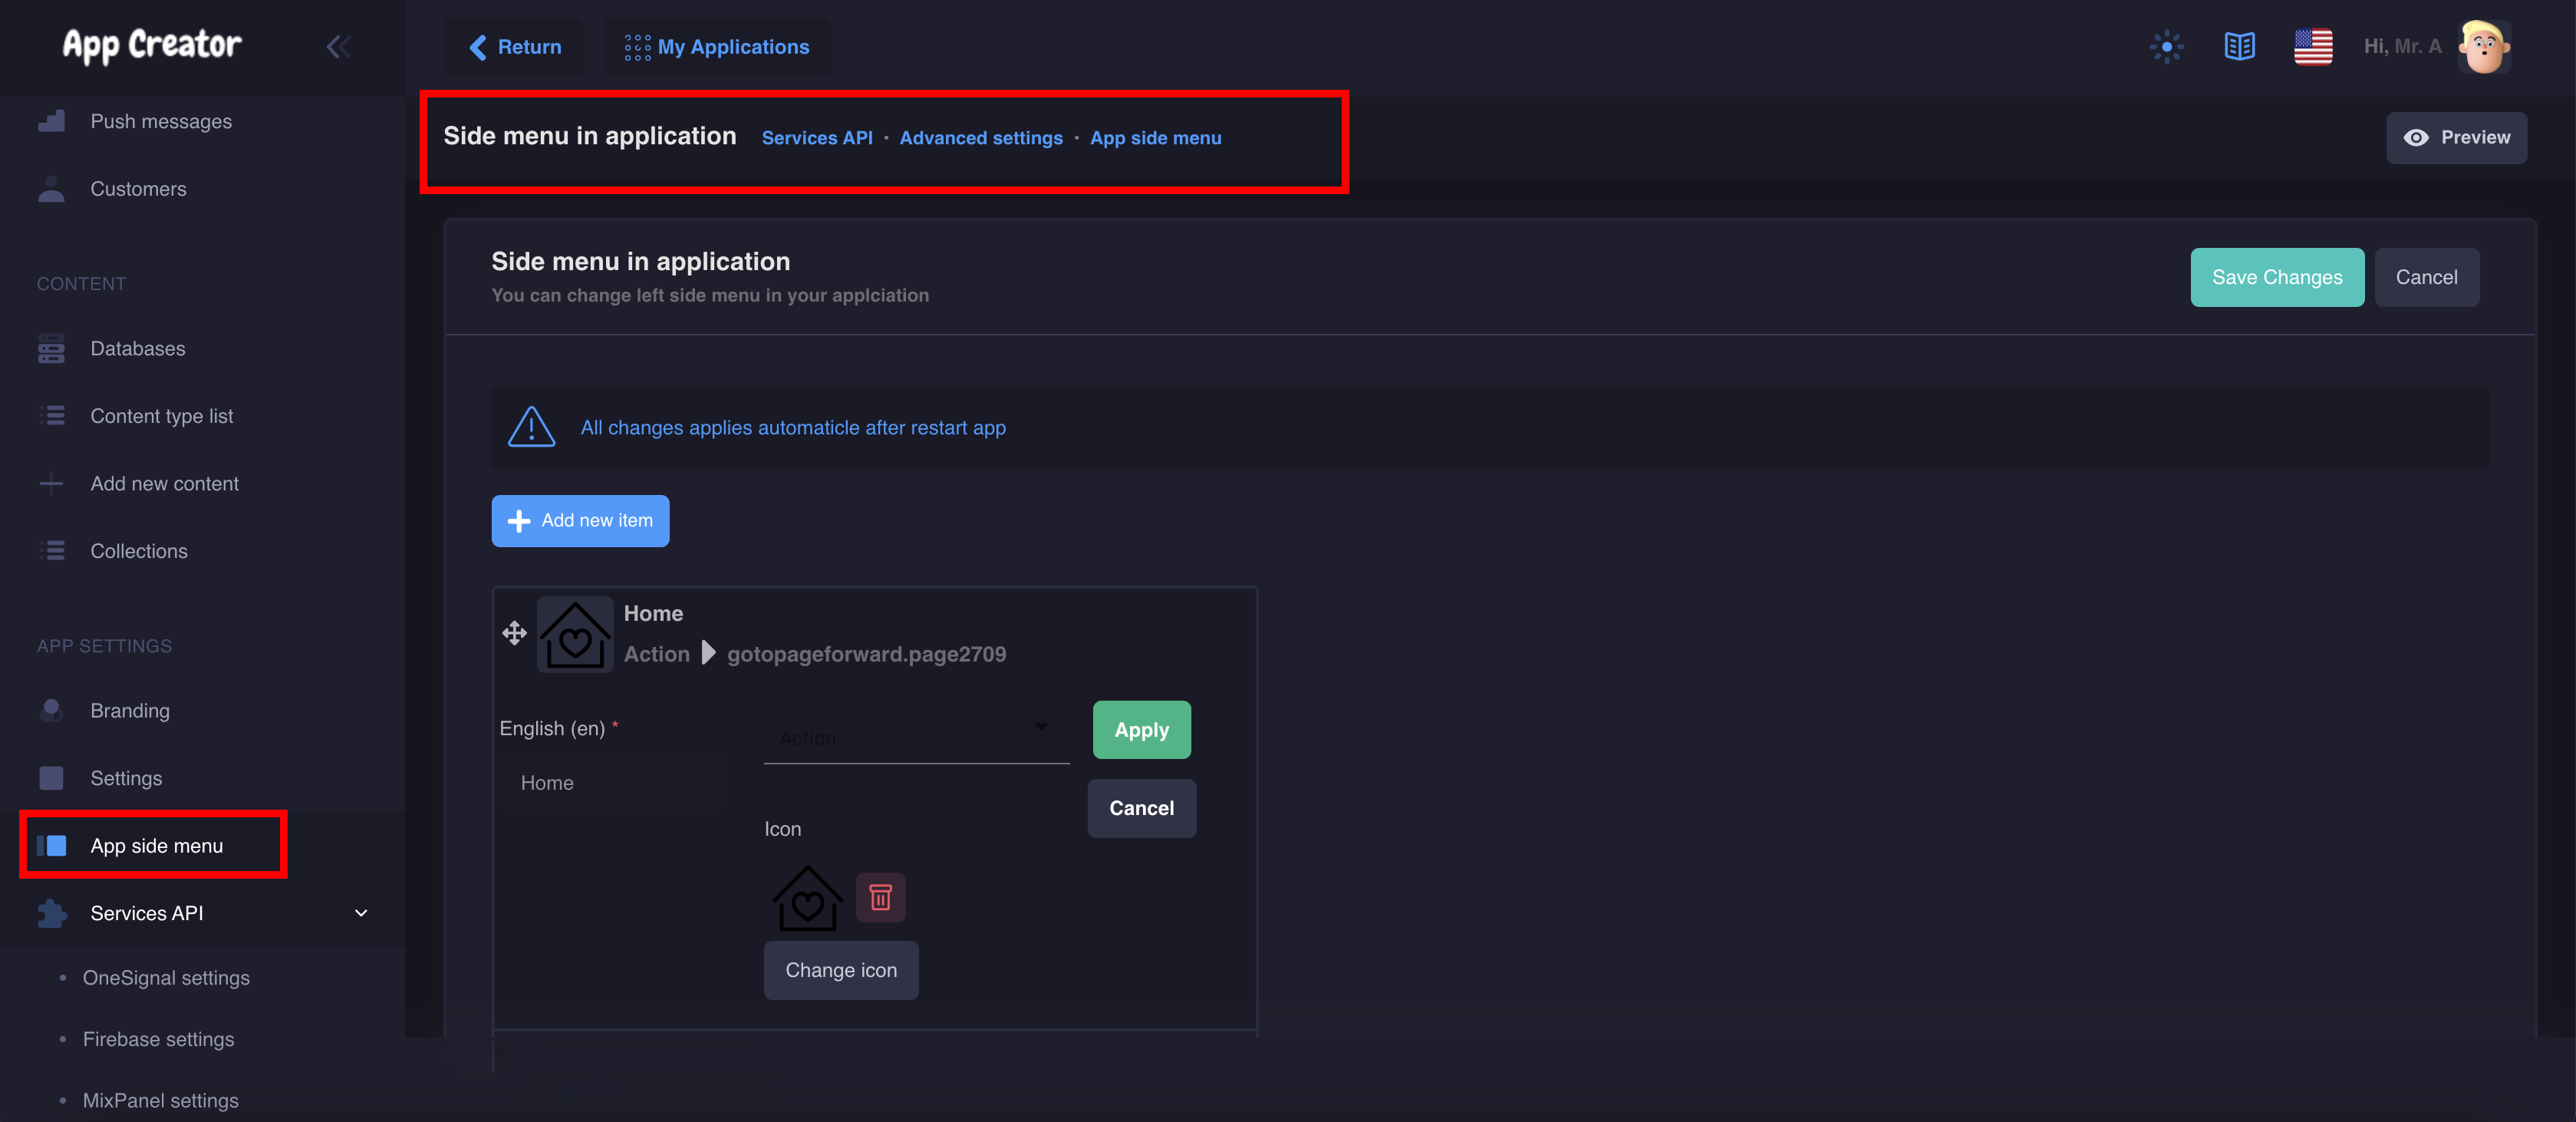 App Creator
Return
My Applications
Hi, Mr. A
Push messages
Customers
CONTENT
Databases
Content type list
Add new content
Collections
APP SETTINGS
Branding
Settings
App side menu
Services API
OneSignal settings
Firebase settings
MixPanel settings
Side menu in application
Services API • Advanced settings • App side menu
Preview
Side menu in application
You can change left side menu in your applciation
Save Changes
Cancel
All changes applies automaticle after restart app
Add new item
Home
Action gotopageforward.page2709
English (en) *
Home
Action
Apply
Cancel
Icon
Change icon